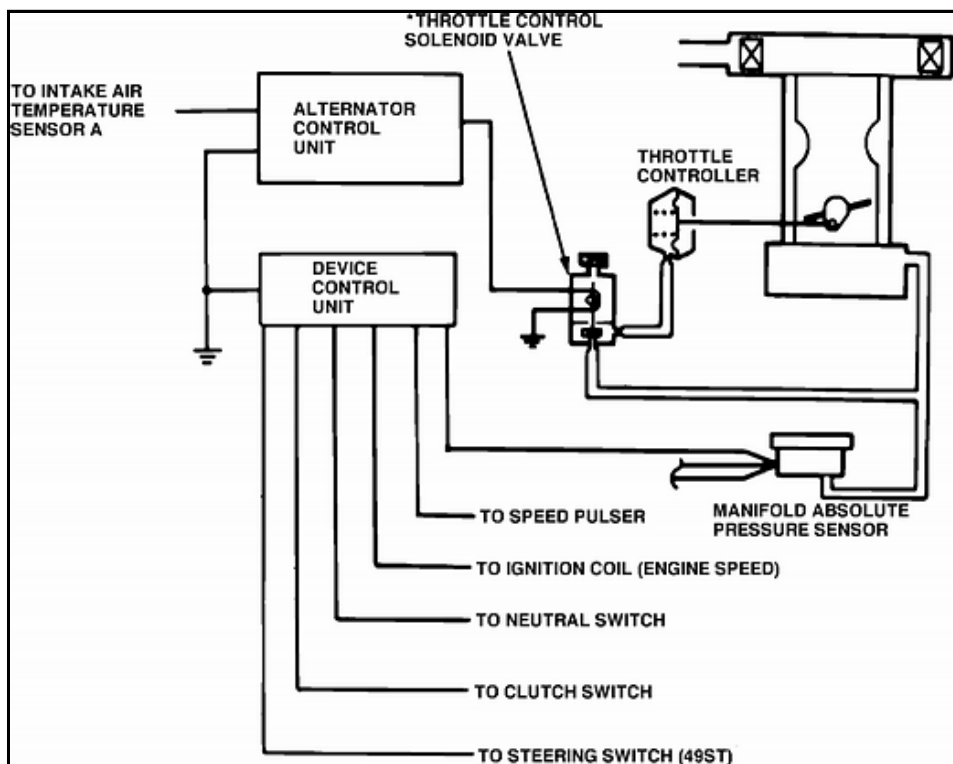 *THROTTLE CONTROL
SOLENOID VALVE
TO INTAKE AIR
TEMPERATURE
SENSOR A
ALTERNATOR
CONTROL
UNIT
THROTTLE
CONTROLLER
DEVICE
CONTROL
UNIT
MANIFOLD ABSOLUTE
PRESSURE SENSOR
TO SPEED PULSER
TO IGNITION COIL (ENGINE SPEED)
TO NEUTRAL SWITCH
TO CLUTCH SWITCH
TO STEERING SWITCH (49ST)